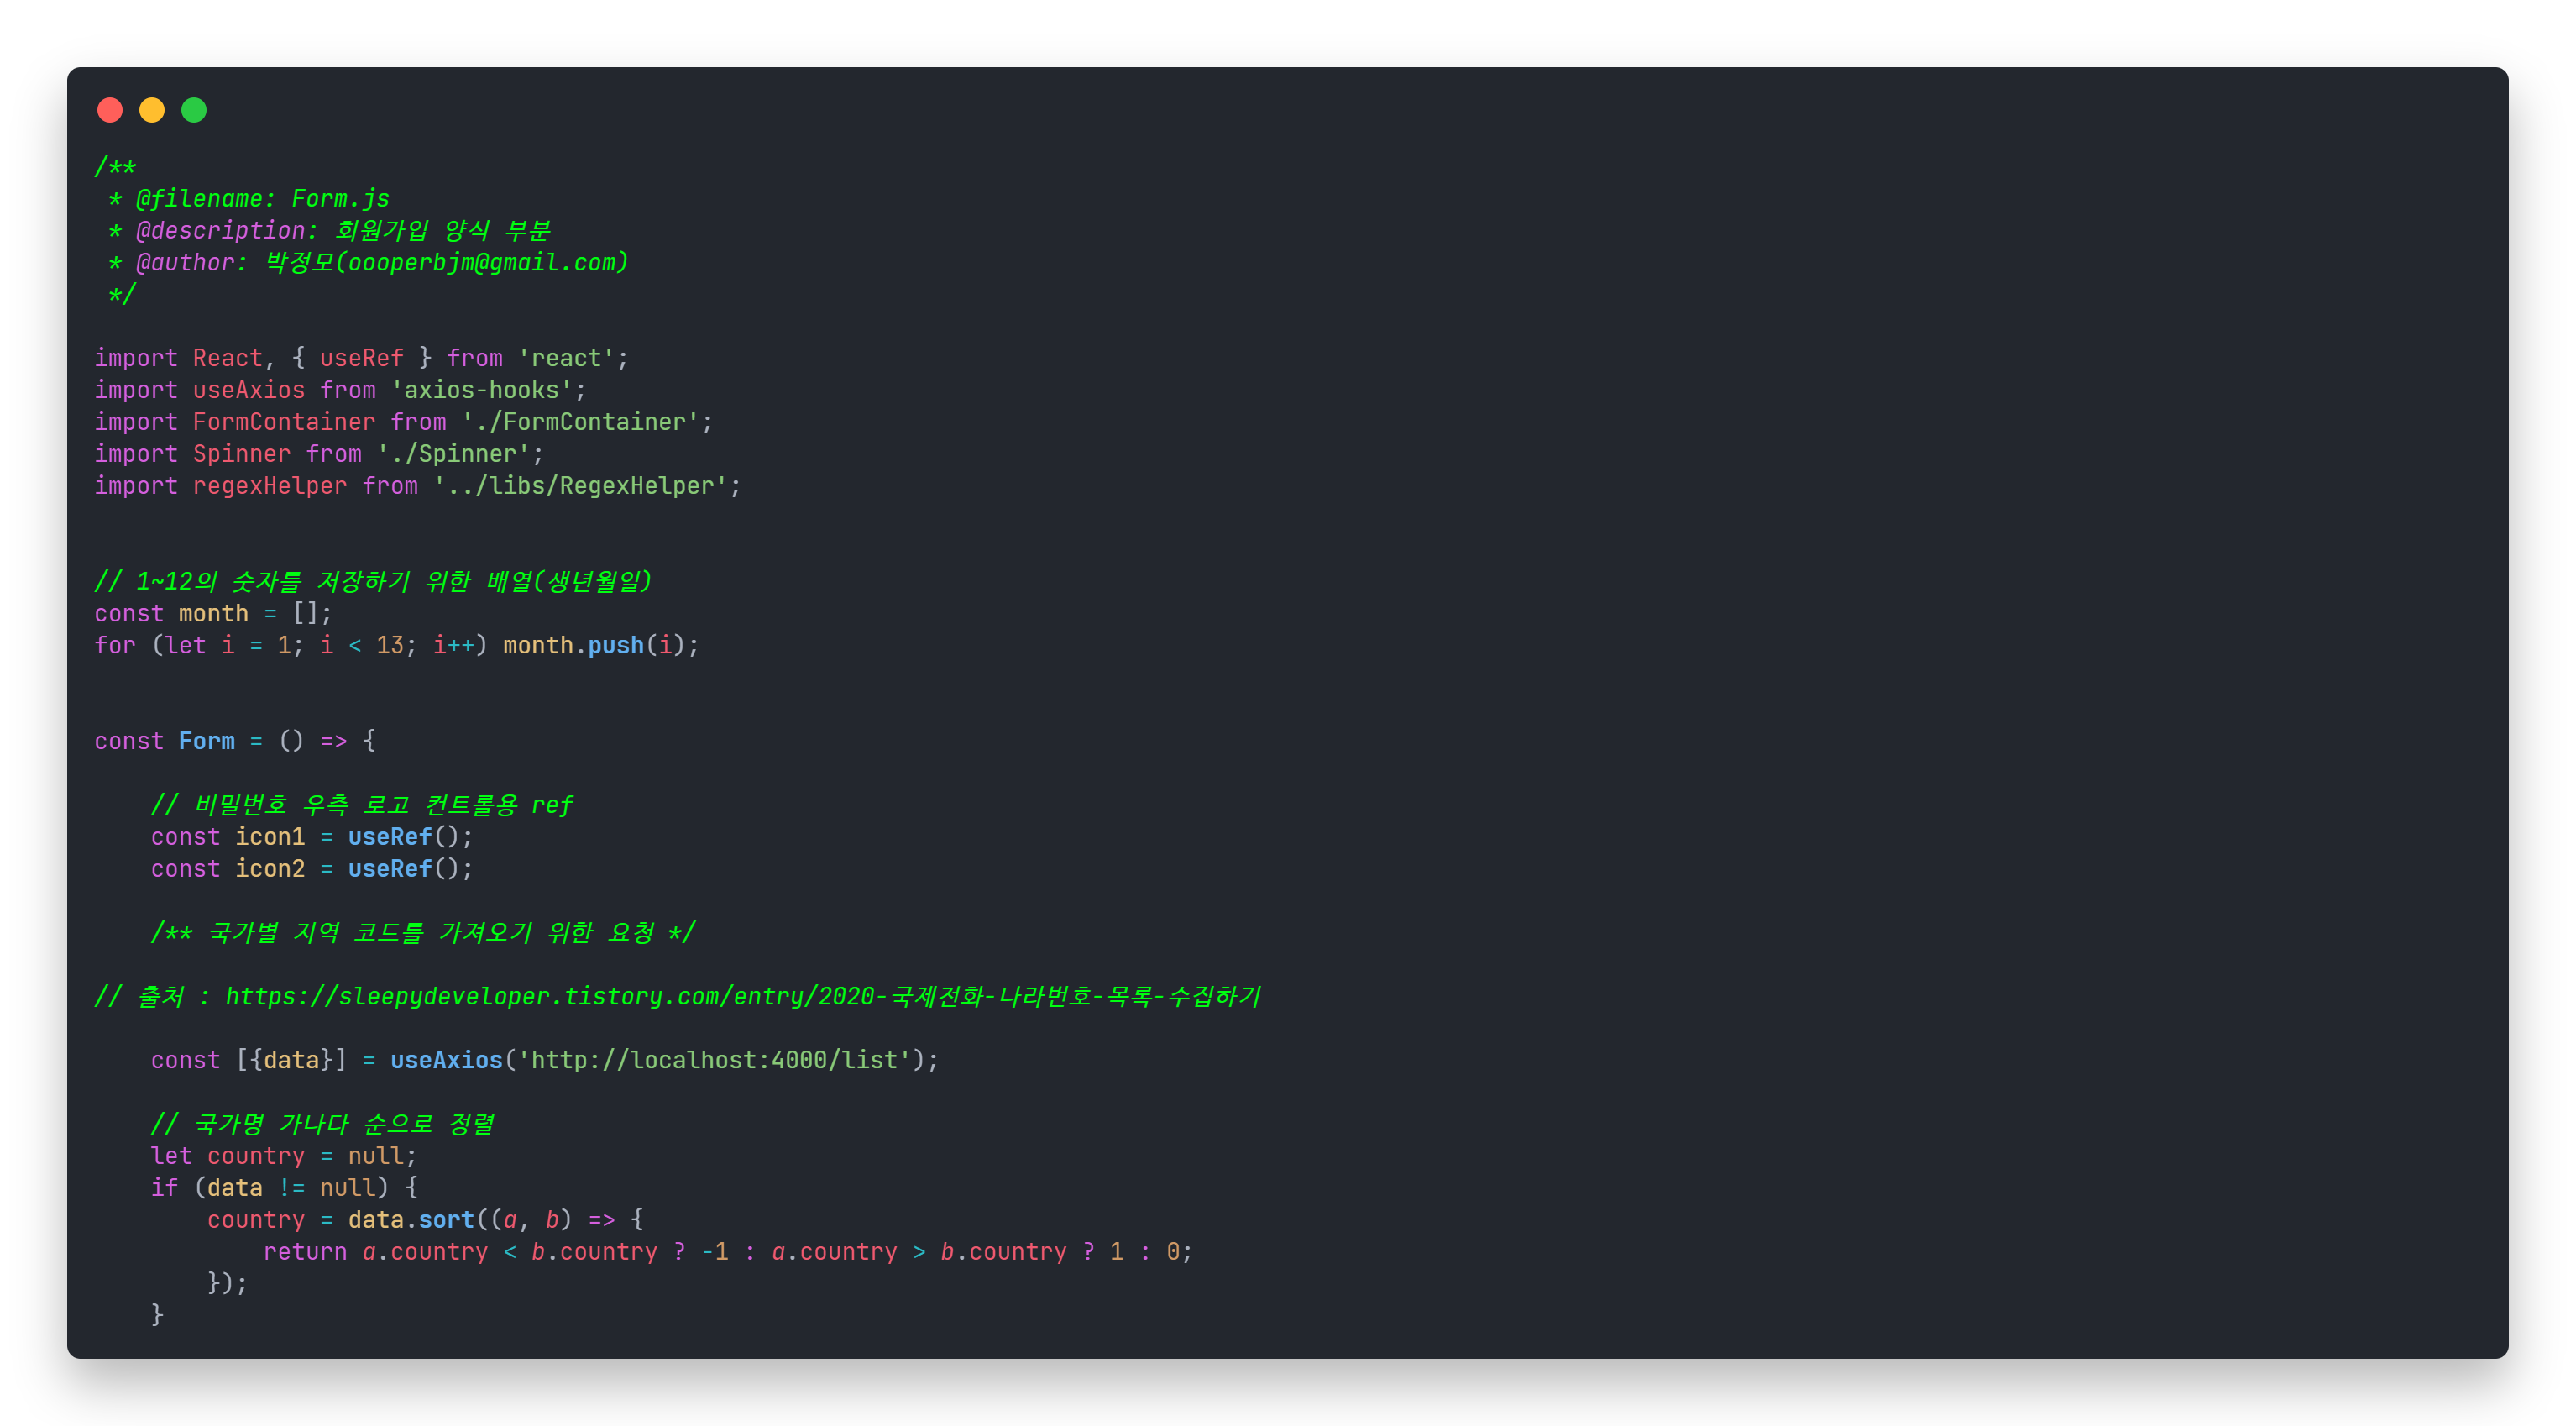 /**
 * @filename: Form.js
 * @description: 회원가입 양식 부분
 * @author: 박정모(oooperbjm@gmail.com)
 */
import React, { useRef } from 'react';
import useAxios from 'axios-hooks';
import FormContainer from './FormContainer';
import Spinner from './Spinner';
import regexHelper from '../libs/RegexHelper';
// 1~12의 숫자를 저장하기 위한 배열(생년월일)
const month = [];
for (let i = 1; i < 13; i++) month.push(i);
const Form = () => {
    // 비밀번호 우측 로고 컨트롤용 ref
    const icon1 = useRef();
    const icon2 = useRef();
    /** 국가별 지역 코드를 가져오기 위한 요청 */
// 출처 : https://sleepydeveloper.tistory.com/entry/2020-국제전화-나라번호-목록-수집하기
    const [{data}] = useAxios('http://localhost:4000/list');
    // 국가명 가나다 순으로 정렬
    let country = null;
    if (data != null) {
        country = data.sort((a, b) => {
            return a.country < b.country ? -1 : a.country > b.country ? 1 : 0;
        });
    }